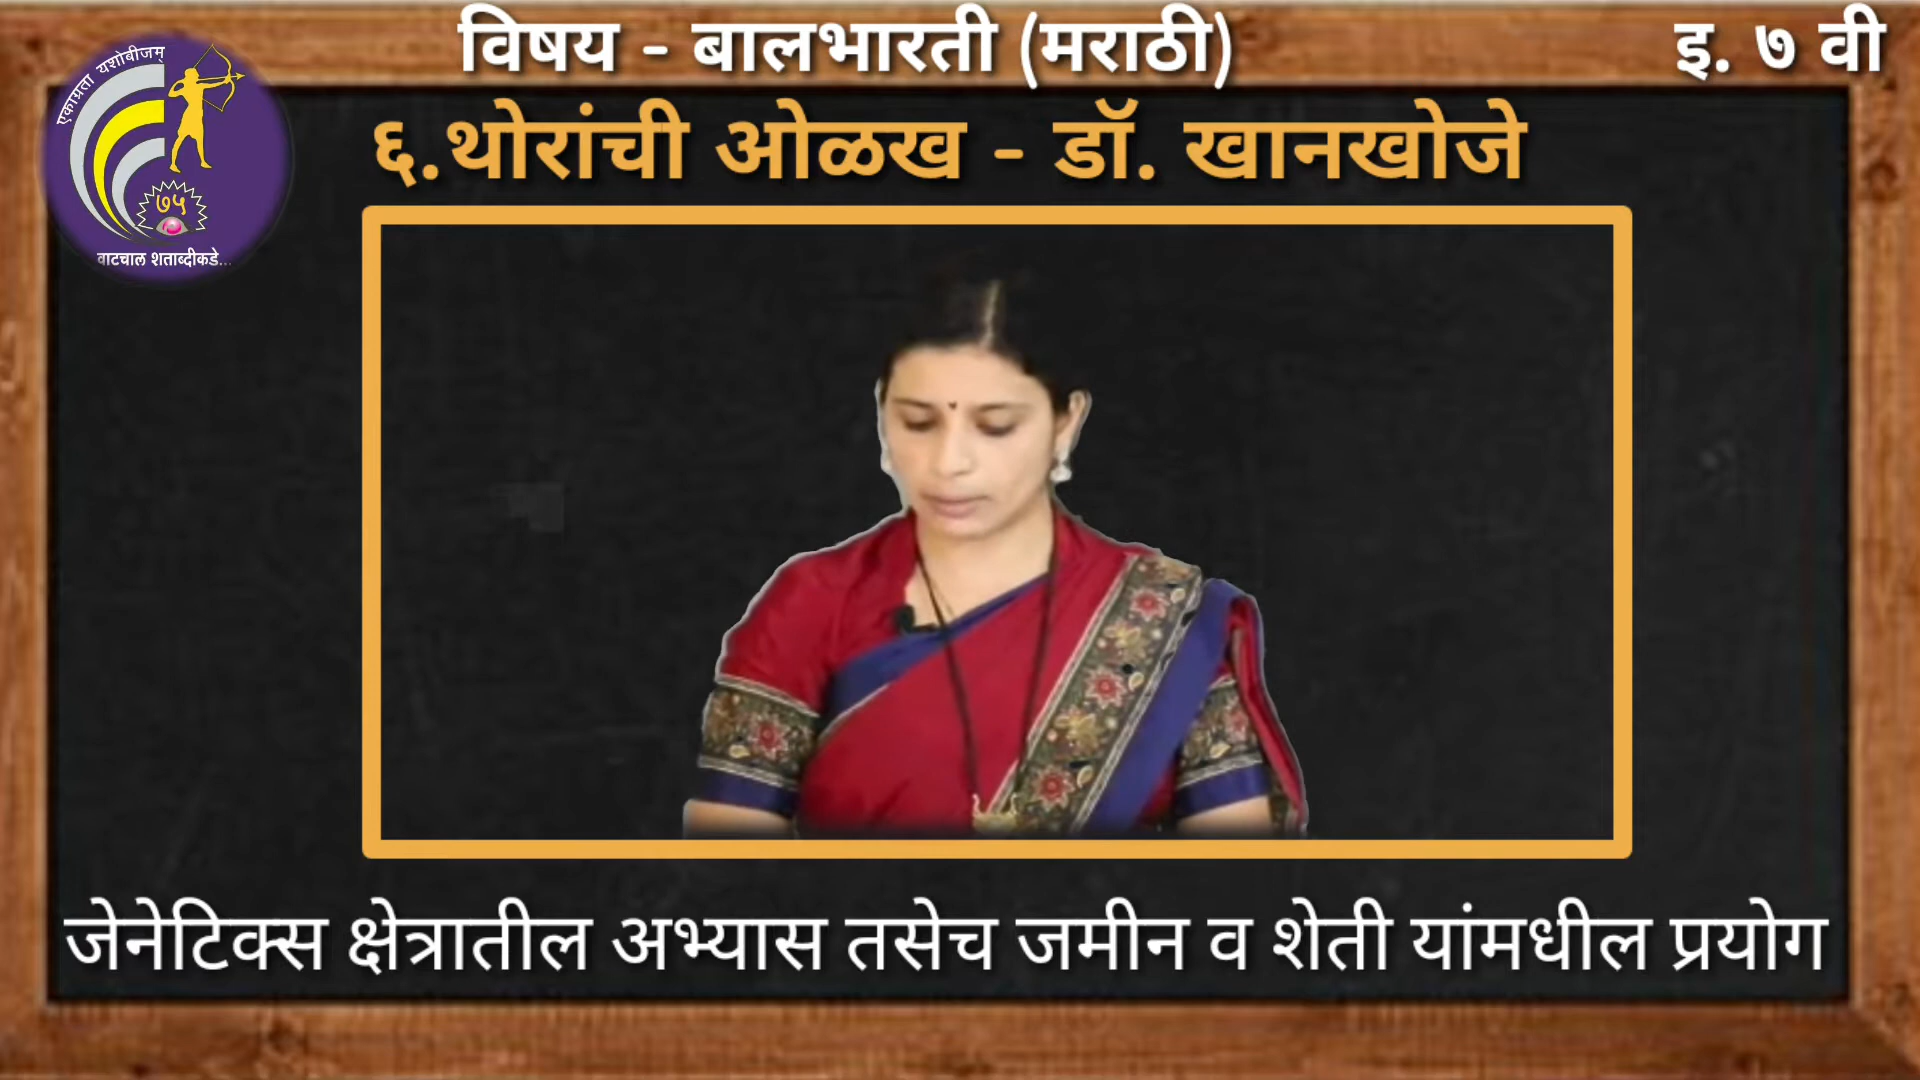 विषय - बालभारती (मराठी)
इ. ७ वी
एकाग्रता यशोबीजम्
७५
वाटचाल शताब्दीकडे...
६.थोरांची ओळख - डॉ. खानखोजे
जेनेटिक्स क्षेत्रातील अभ्यास तसेच जमीन व शेती यांमधील प्रयोग